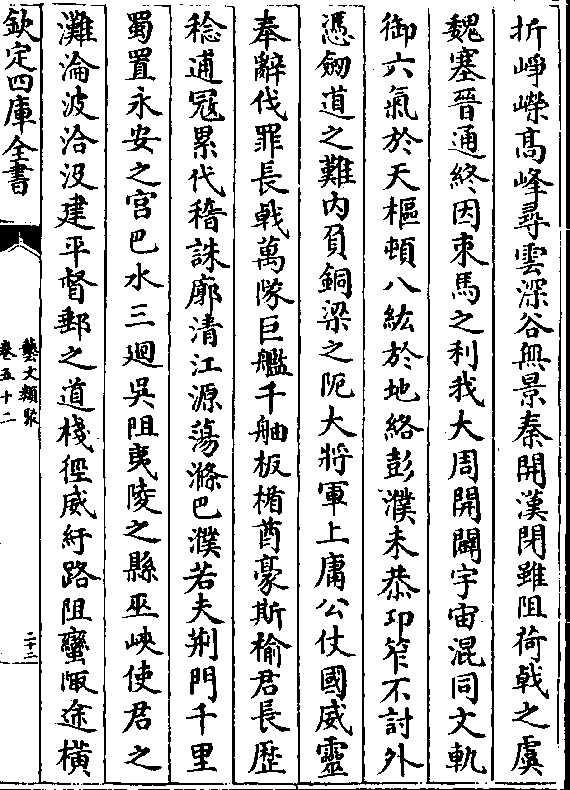 折崢嶸高峰尋雲深谷無景秦開漢閉雖阻荷戟之虞
魏塞晉通終因束馬之利我大周開闢宇宙混同文軌
御六氣於天樞頓八紘於地絡彭濮未恭邛笮不討外
憑劒道之難内負銅梁之阨大將軍上庸公仗國威靈
奉辭伐罪長戟萬隊巨艦千舳板楯酋豪斯榆君長歴
稔逋冦累代稽誅廓清江源蕩滌巴濮若夫荆門千里
蜀置永安之宫巴水三迴吳阻夷陵之縣巫峽使君之
灘淪波洽汲建平督郵之道棧徑威紆路阻蠻陬途橫
欽定四庫全書
藝文類聚
卷五十二
二十二